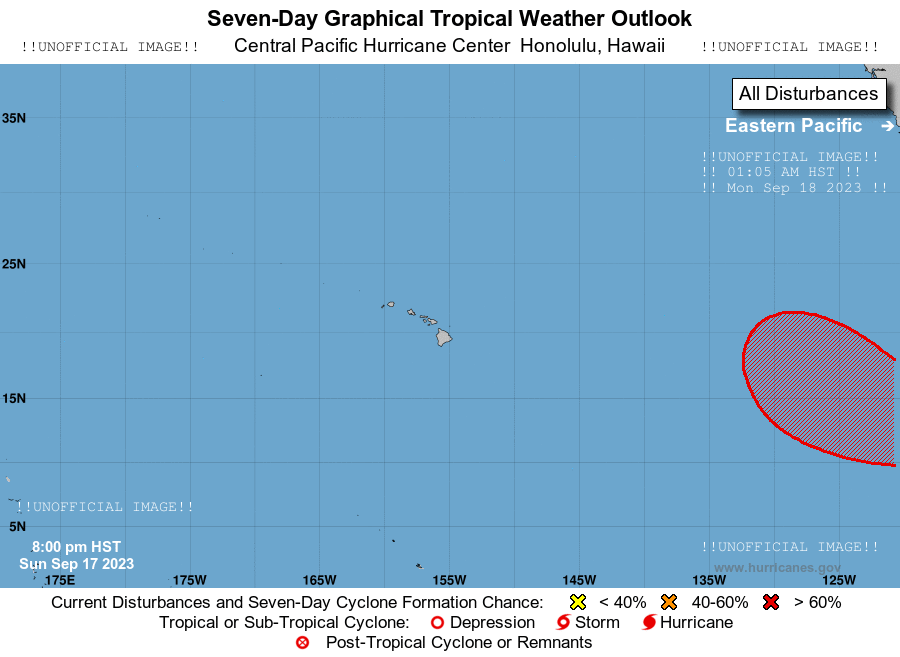 Seven-Day Graphical Tropical Weather Outlook
!!UNOFFICIAL IMAGE!! Central Pacific Hurricane Center Honolulu, Hawaii !!UNOFFICIAL IMAGE!!
All Disturbances
35N
Eastern Pacific
!!UNOFFICIAL IMAGE!!
!! 01:05 AM HST !!
!! Mon Sep 18 2023 !!
25N
15N
!!UNOFFICIAL IMAGE!!
5N
8:00 pm HST
Sun Sep 17 2023
!!UNOFFICIAL IMAGE!!
www.hurricanes.gov
175E 175W 165W 155W 145W 135W 125W
Current Disturbances and Seven-Day Cyclone Formation Chance: < 40% 40-60% > 60%
Tropical or Sub-Tropical Cyclone: Depression Storm Hurricane
Post-Tropical Cyclone or Remnants